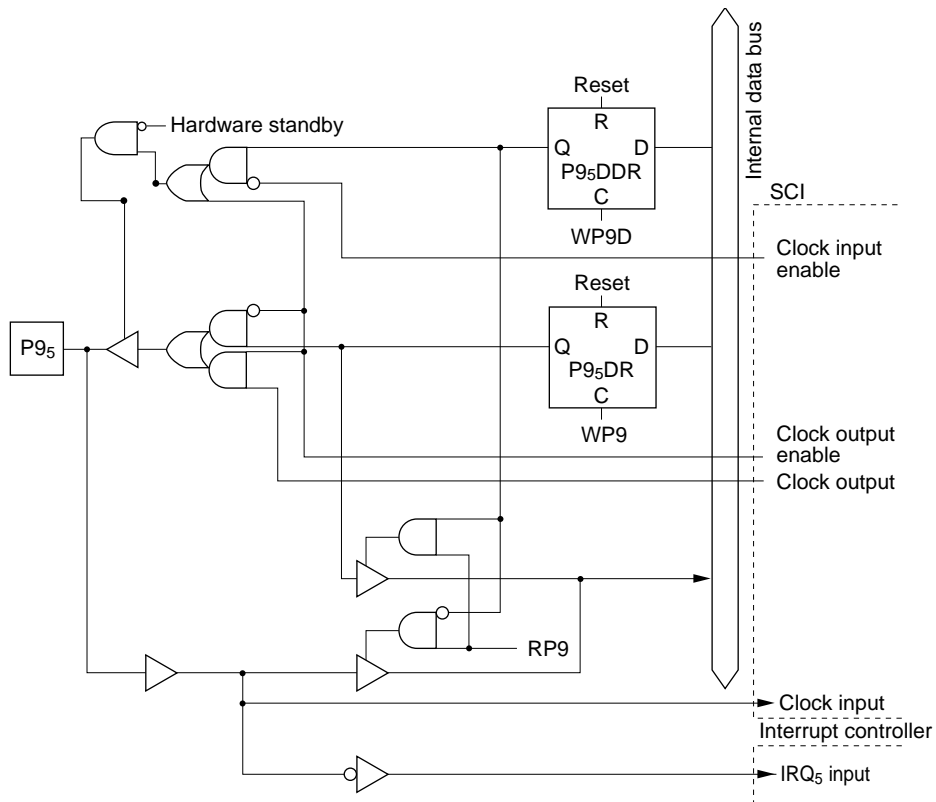 Reset
Internal data bus
R
Hardware standby
Q
D
P9₅DDR
C
SCI
WP9D
Clock input
enable
Reset
R
P9₅
Q
D
P9₅DR
C
WP9
Clock output
enable
Clock output
RP9
Clock input
Interrupt controller
IRQ₅ input